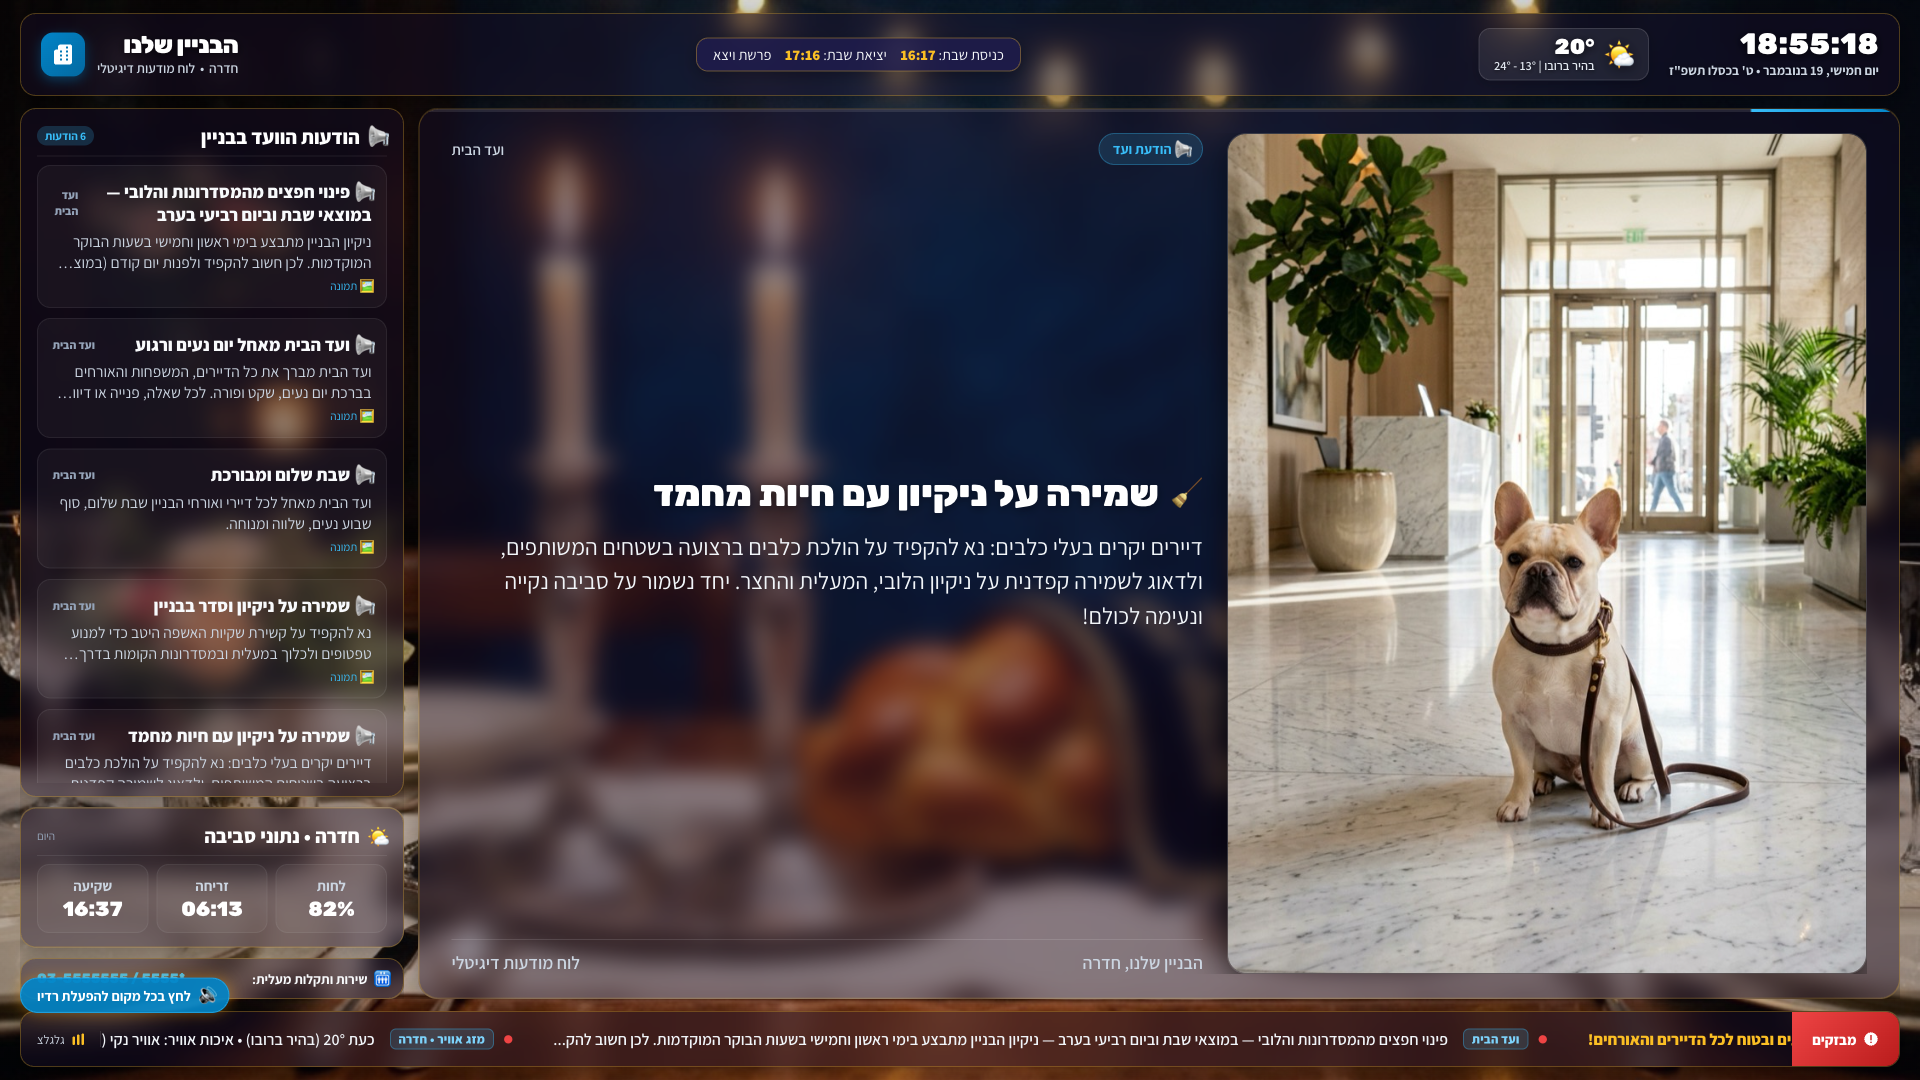 18:55:18
יום חמישי, 19 בנובמבר • ט' בכסלו תשפ"ז
20°
בהיר ברובו | 13° - 24°
כניסת שבת: 16:17 יציאת שבת: 17:16 פרשת ויצא
הבניין שלנו
חדרה • לוח מודעות דיגיטלי
הודעת ועד
ועד הבית
שמירה על ניקיון עם חיות מחמד
דיירים יקרים בעלי כלבים: נא להקפיד על הולכת כלבים ברצועה בשטחים המשותפים,
ולדאוג לשמירה קפדנית על ניקיון הלובי, המעלית והחצר. יחד נשמור על סביבה נקייה
ונעימה לכולם!
הבניין שלנו, חדרה
לוח מודעות דיגיטלי
הודעות הוועד בבניין
6 הודעות
פינוי חפצים מהמסדרונות והלובי —
במוצאי שבת וביום רביעי בערב
ועד
הבית
ניקיון הבניין מתבצע בימי ראשון וחמישי בשעות הבוקר
המוקדמות. לכן חשוב להקפיד ולפנות יום קודם (במוצ...
תמונה
ועד הבית מאחל יום נעים ורגוע
ועד הבית
ועד הבית מברך את כל הדיירים, המשפחות והאורחים
בברכת יום נעים, שקט ופורה. לכל שאלה, פנייה או דיוו...
תמונה
שבת שלום ומבורכת
ועד הבית
ועד הבית מאחל לכל דיירי ואורחי הבניין שבת שלום, סוף
שבוע נעים, שלווה ומנוחה.
תמונה
שמירה על ניקיון וסדר בבניין
ועד הבית
נא להקפיד על קשירת שקיות האשפה היטב כדי למנוע
טפטופים ולכלוך במעלית ובמסדרונות הקומות בדרך...
תמונה
שמירה על ניקיון עם חיות מחמד
ועד הבית
דיירים יקרים בעלי כלבים: נא להקפיד על הולכת כלבים
חדרה • נתוני סביבה
היום
לחות
82%
זריחה
06:13
שקיעה
16:37
שירות ותקלות מעלית:
לחץ בכל מקום להפעלת רדיו
מבזקים
ים ובטוח לכל הדיירים והאורחים!
ועד הבית
פינוי חפצים מהמסדרונות והלובי — במוצאי שבת וביום רביעי בערב — ניקיון הבניין מתבצע בימי ראשון וחמישי בשעות הבוקר המוקדמות. לכן חשוב להק...
מזג אוויר • חדרה
כעת 20° (בהיר ברובו) • איכות אוויר: אוויר נקי (
גלגלצ